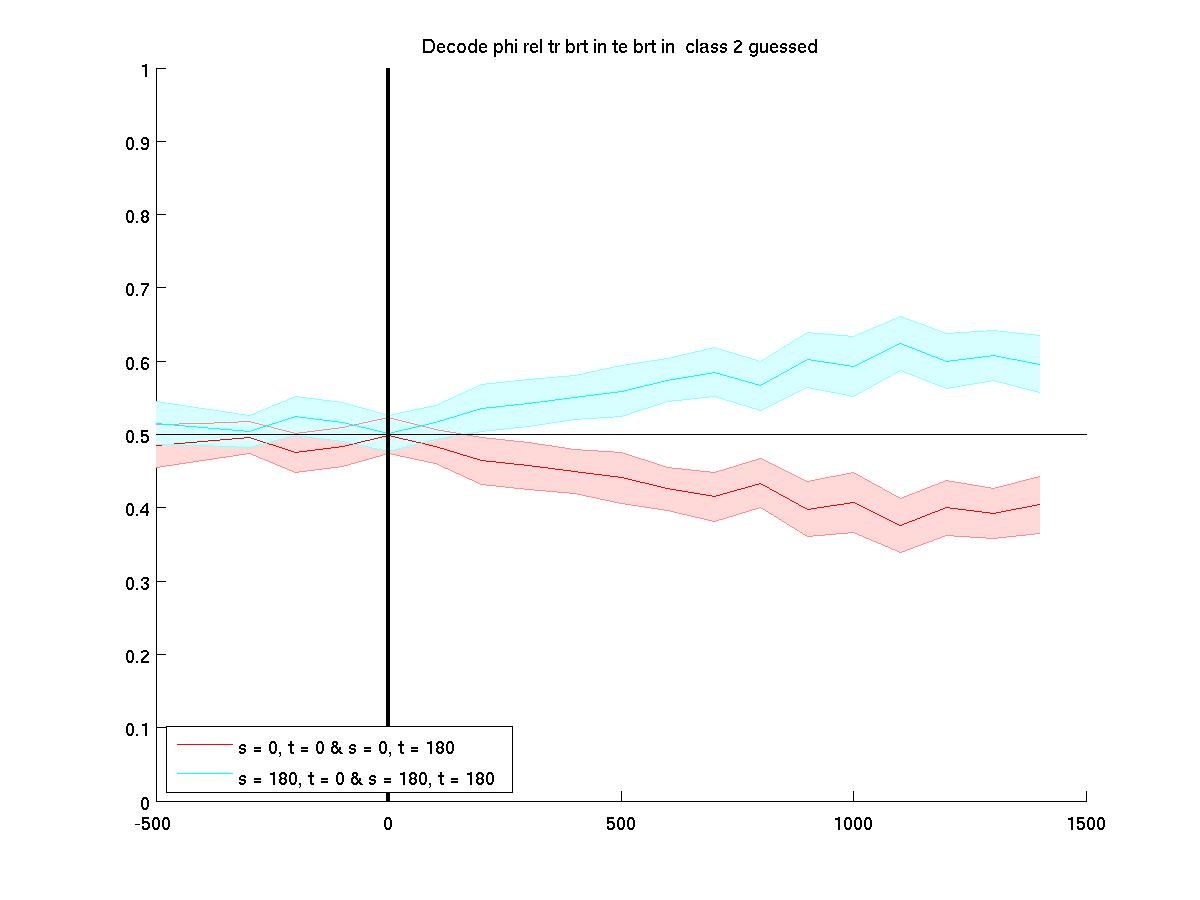 Decode phi rel tr brt in te brt in  class 2 guessed
1
0.9
0.8
0.7
0.6
0.5
0.4
0.3
0.2
0.1
0
s = 0, t = 0 & s = 0, t = 180
s = 180, t = 0 & s = 180, t = 180
-500 0 500 1000 1500